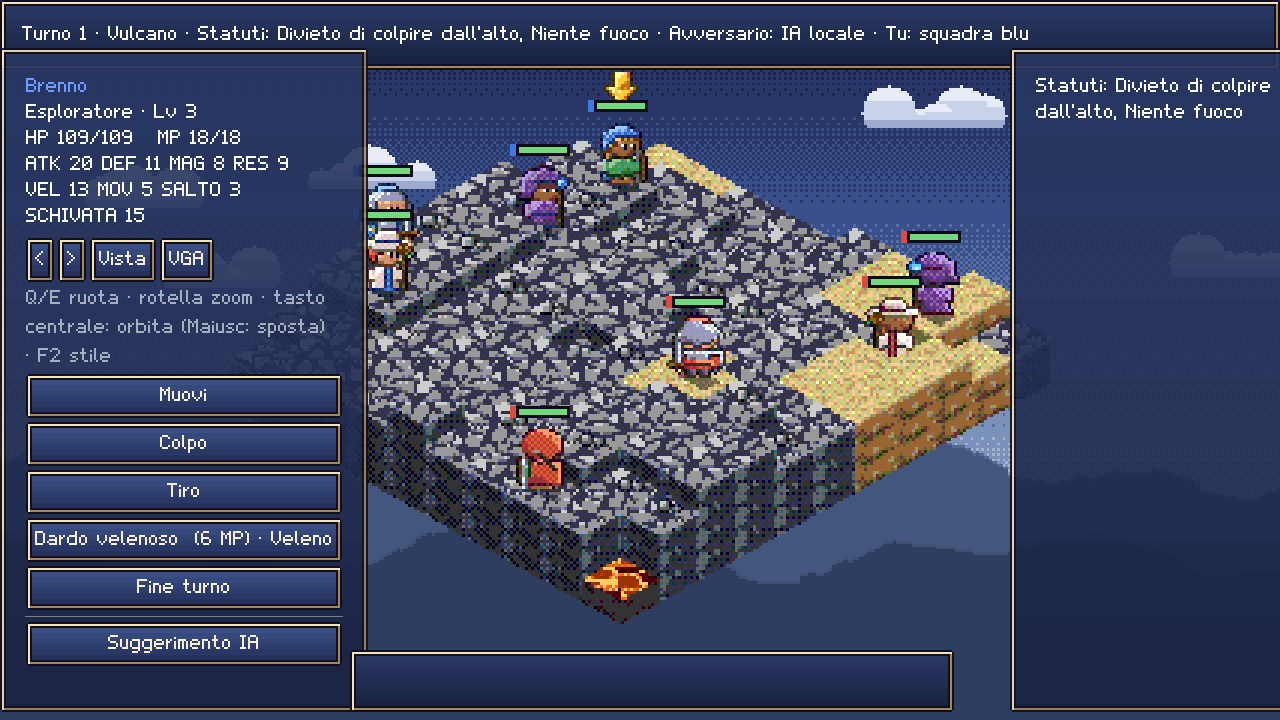 Turno 1 · Vulcano · Statuti: Divieto di colpire dall'alto, Niente fuoco · Avversario: IA locale · Tu: squadra blu
Brenno
Esploratore · Lv 3
HP 109/109 MP 18/18
ATK 20 DEF 11 MAG 8 RES 9
VEL 13 MOV 5 SALTO 3
SCHIVATA 15
< > Vista VGA
Q/E ruota · rotella zoom · tasto
centrale: orbita (Maiusc: sposta)
· F2 stile
Muovi
Colpo
Tiro
Dardo velenoso (6 MP) · Veleno
Fine turno
Suggerimento IA
Statuti: Divieto di colpire
dall'alto, Niente fuoco